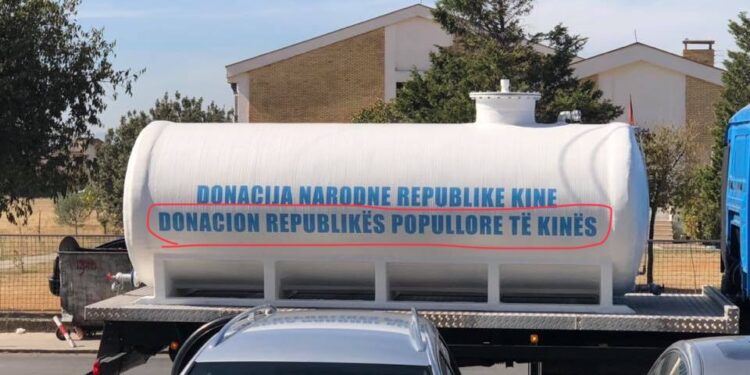 DONACIJA NARODNE REPUBLIKE KINE
DONACION REPUBLIKËS POPULLORE TË KINËS